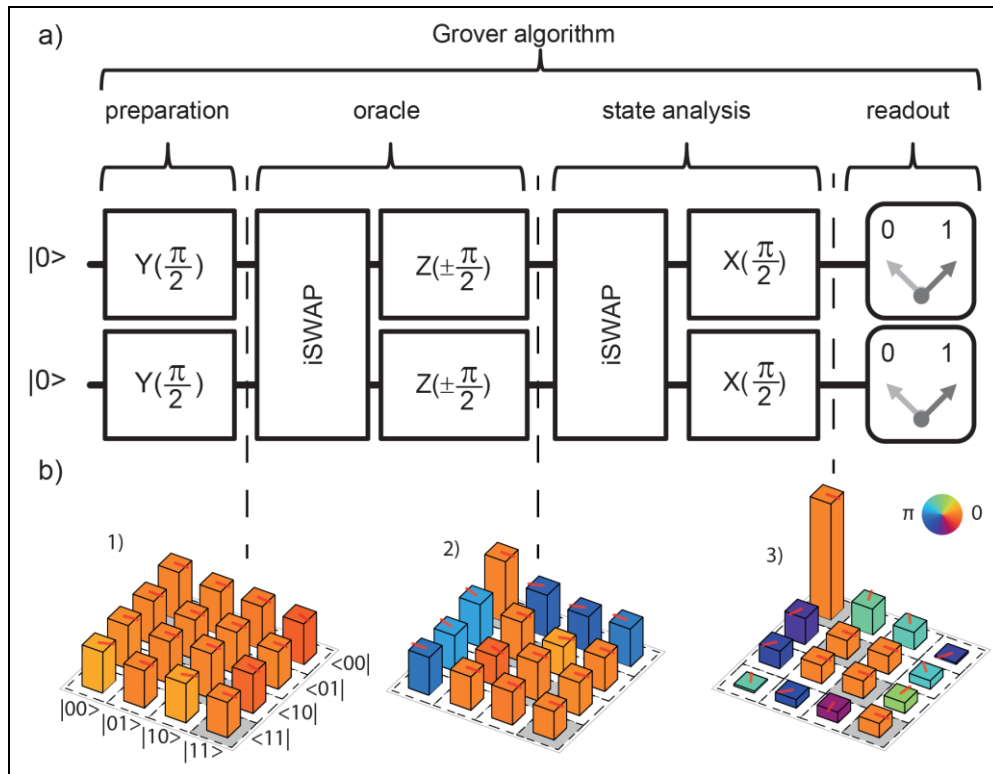 a) Grover algorithm
preparation oracle state analysis readout
|0> Y(π/2) iSWAP Z(±π/2) iSWAP X(π/2) 0 1
|0> Y(π/2) Z(±π/2) X(π/2) 0 1
b)
1) 2) 3) π 0
|00> |01> |10> |11> <11| <10| <01| <00|